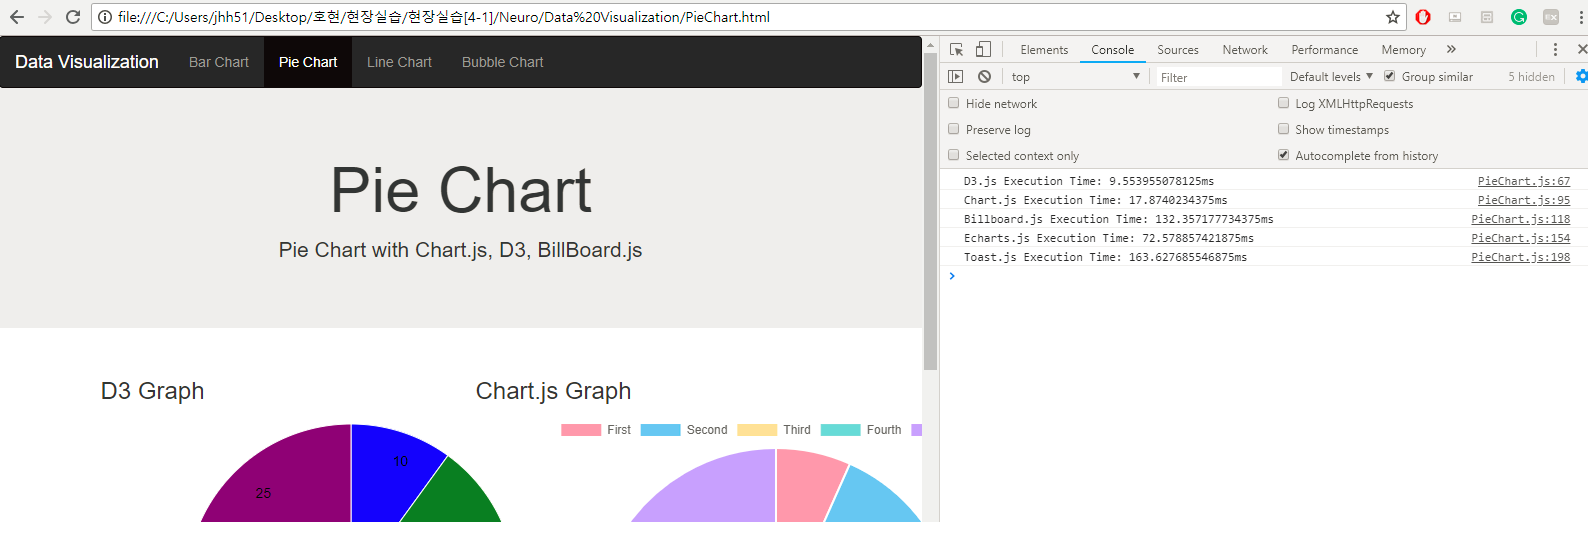 file:///C:/Users/jhh51/Desktop/호현/현장실습/현장실습[4-1]/Neuro/Data%20Visualization/PieChart.html
Data Visualization Bar Chart Pie Chart Line Chart Bubble Chart
Pie Chart
Pie Chart with Chart.js, D3, BillBoard.js
D3 Graph
10
25
Chart.js Graph
First Second Third Fourth
Elements Console Sources Network Performance Memory
top Filter Default levels Group similar 5 hidden
Hide network Log XMLHttpRequests
Preserve log Show timestamps
Selected context only Autocomplete from history
D3.js Execution Time: 9.553955078125ms PieChart.js:67
Chart.js Execution Time: 17.8740234375ms PieChart.js:95
Billboard.js Execution Time: 132.357177734375ms PieChart.js:118
Echarts.js Execution Time: 72.578857421875ms PieChart.js:154
Toast.js Execution Time: 163.627685546875ms PieChart.js:198